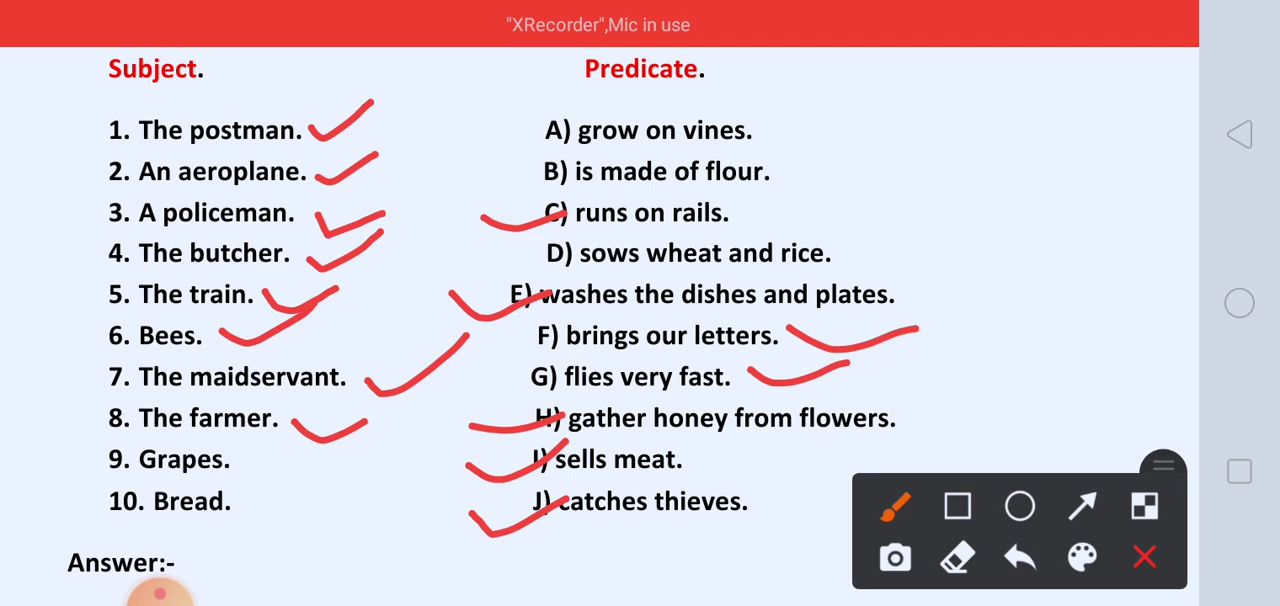 "XRecorder",Mic in use
Subject. Predicate.
1. The postman. A) grow on vines.
2. An aeroplane. B) is made of flour.
3. A policeman. C) runs on rails.
4. The butcher. D) sows wheat and rice.
5. The train. E) washes the dishes and plates.
6. Bees. F) brings our letters.
7. The maidservant. G) flies very fast.
8. The farmer. H) gather honey from flowers.
9. Grapes. I) sells meat.
10. Bread. J) catches thieves.
Answer:-